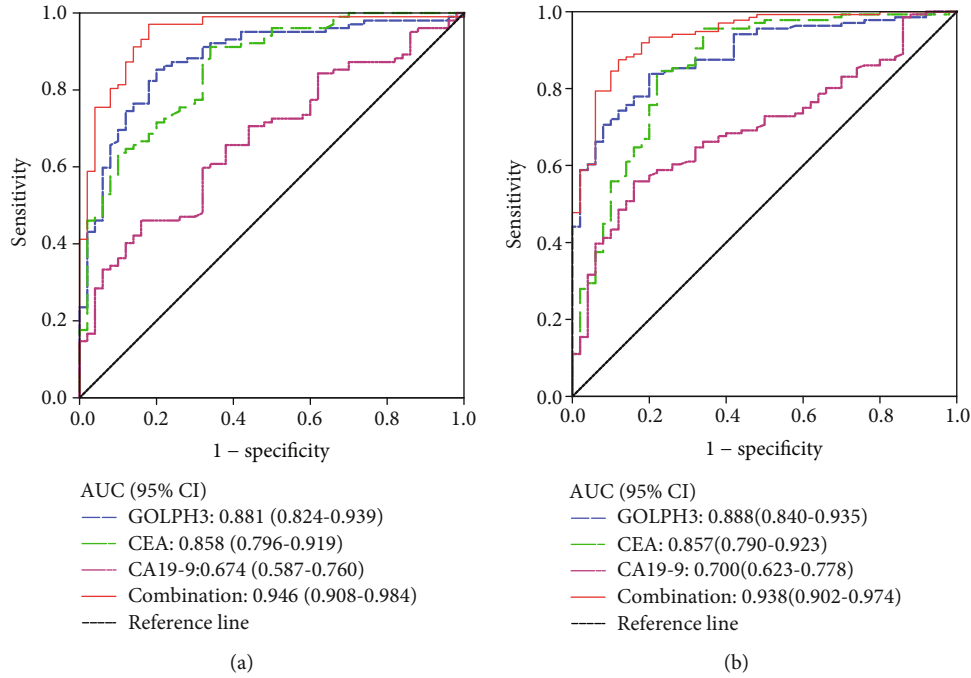 1.0
0.8
0.6
0.4
0.2
0.0
Sensitivity
0.0 0.2 0.4 0.6 0.8 1.0
1 − specificity
AUC (95% CI)
GOLPH3: 0.881 (0.824-0.939)
CEA: 0.858 (0.796-0.919)
CA19-9:0.674 (0.587-0.760)
Combination: 0.946 (0.908-0.984)
Reference line
(a)
1.0
0.8
0.6
0.4
0.2
0.0
Sensitivity
0.0 0.2 0.4 0.6 0.8 1.0
1 − specificity
AUC (95% CI)
GOLPH3: 0.888(0.840-0.935)
CEA: 0.857(0.790-0.923)
CA19-9: 0.700(0.623-0.778)
Combination: 0.938(0.902-0.974)
Reference line
(b)